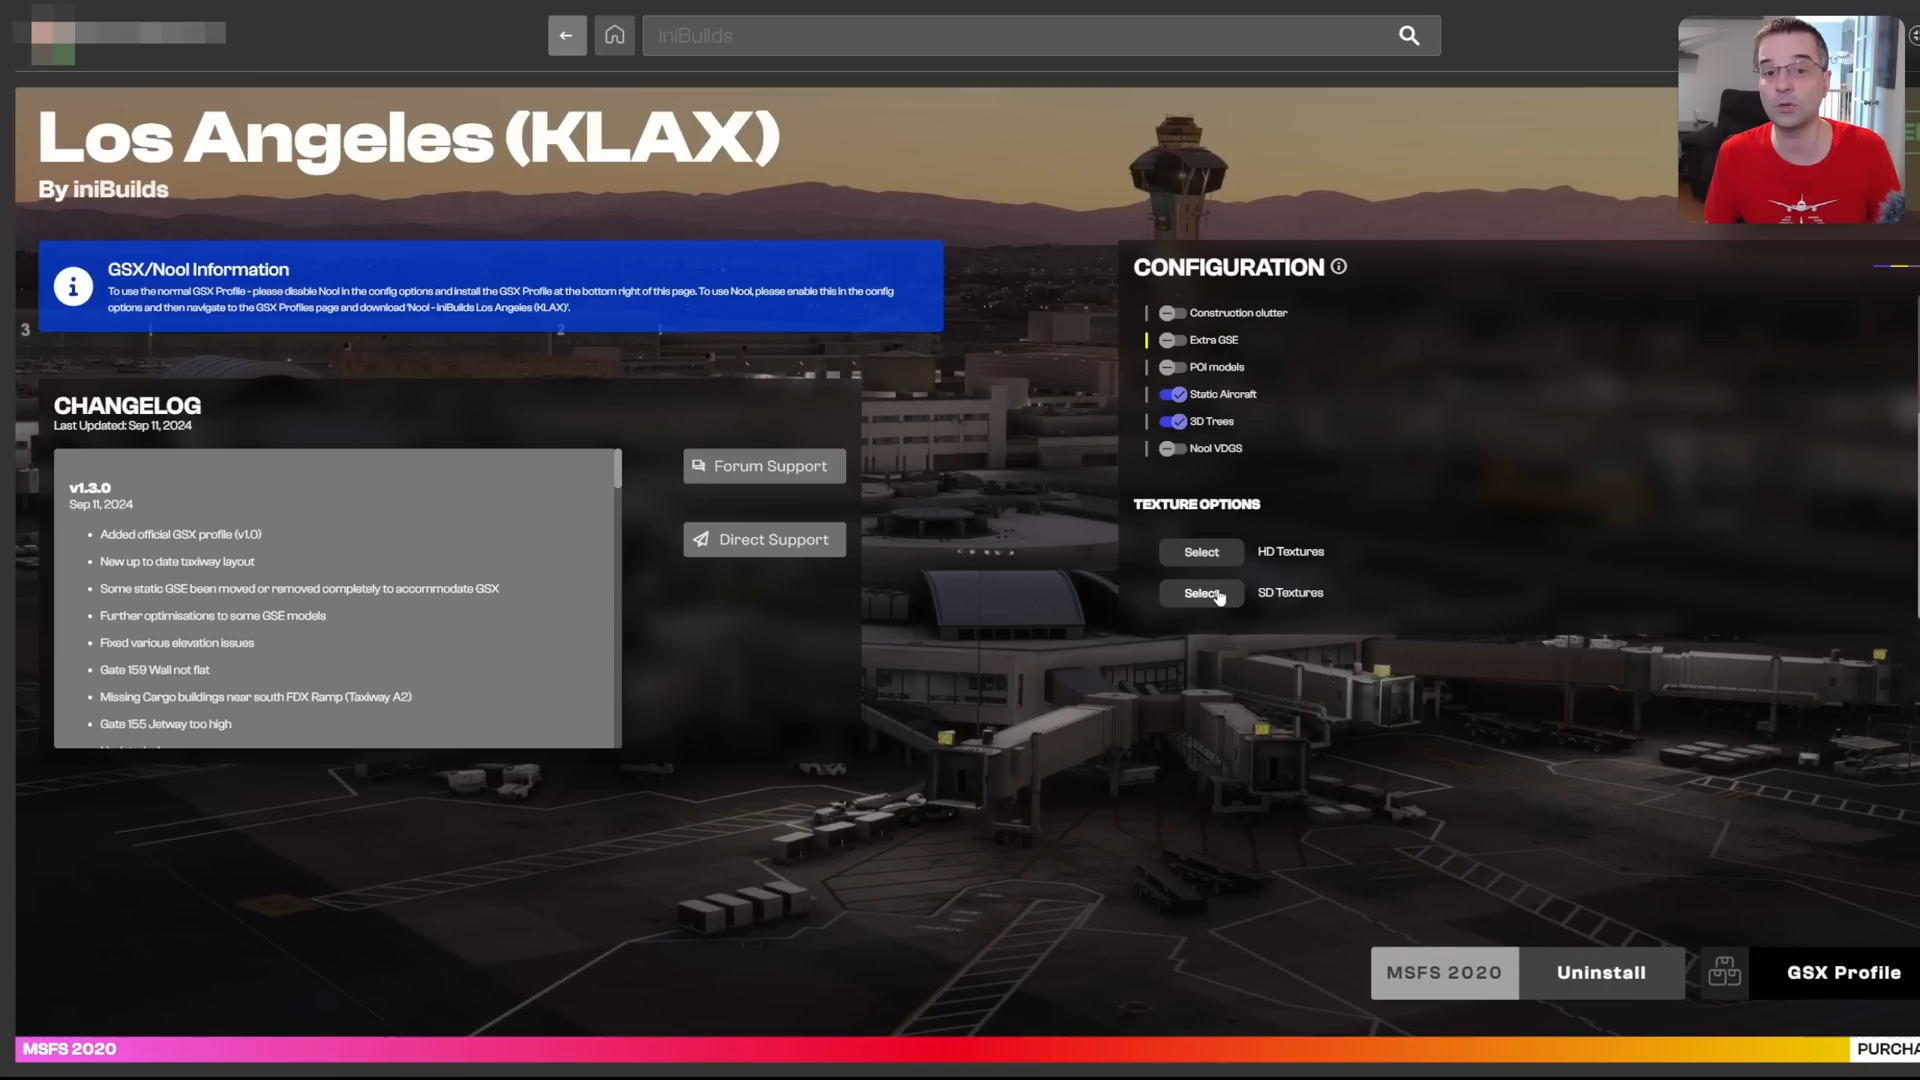 iniBuilds
Los Angeles (KLAX)
By iniBuilds
GSX/Nool Information
To use the normal GSX Profile - please disable Nool in the config options and install the GSX Profile at the bottom right of this page. To use Nool, please enable this in the config
options and then navigate to the GSX Profiles page and download 'Nool - iniBuilds Los Angeles (KLAX)'.
3
2
CHANGELOG
Last Updated: Sep 11, 2024
v1.3.0
Sep 11, 2024
• Added official GSX profile (v1.0)
• New up to date taxiway layout
• Some static GSE been moved or removed completely to accommodate GSX
• Further optimisations to some GSE models
• Fixed various elevation issues
• Gate 159 Wall not flat
• Missing Cargo buildings near south FDX Ramp (Taxiway A2)
• Gate 155 Jetway too high
Forum Support
Direct Support
CONFIGURATION
Construction clutter
Extra GSE
POI models
Static Aircraft
3D Trees
Nool VDGS
TEXTURE OPTIONS
Select HD Textures
Select SD Textures
MSFS 2020
Uninstall
GSX Profile
MSFS 2020
PURCHA